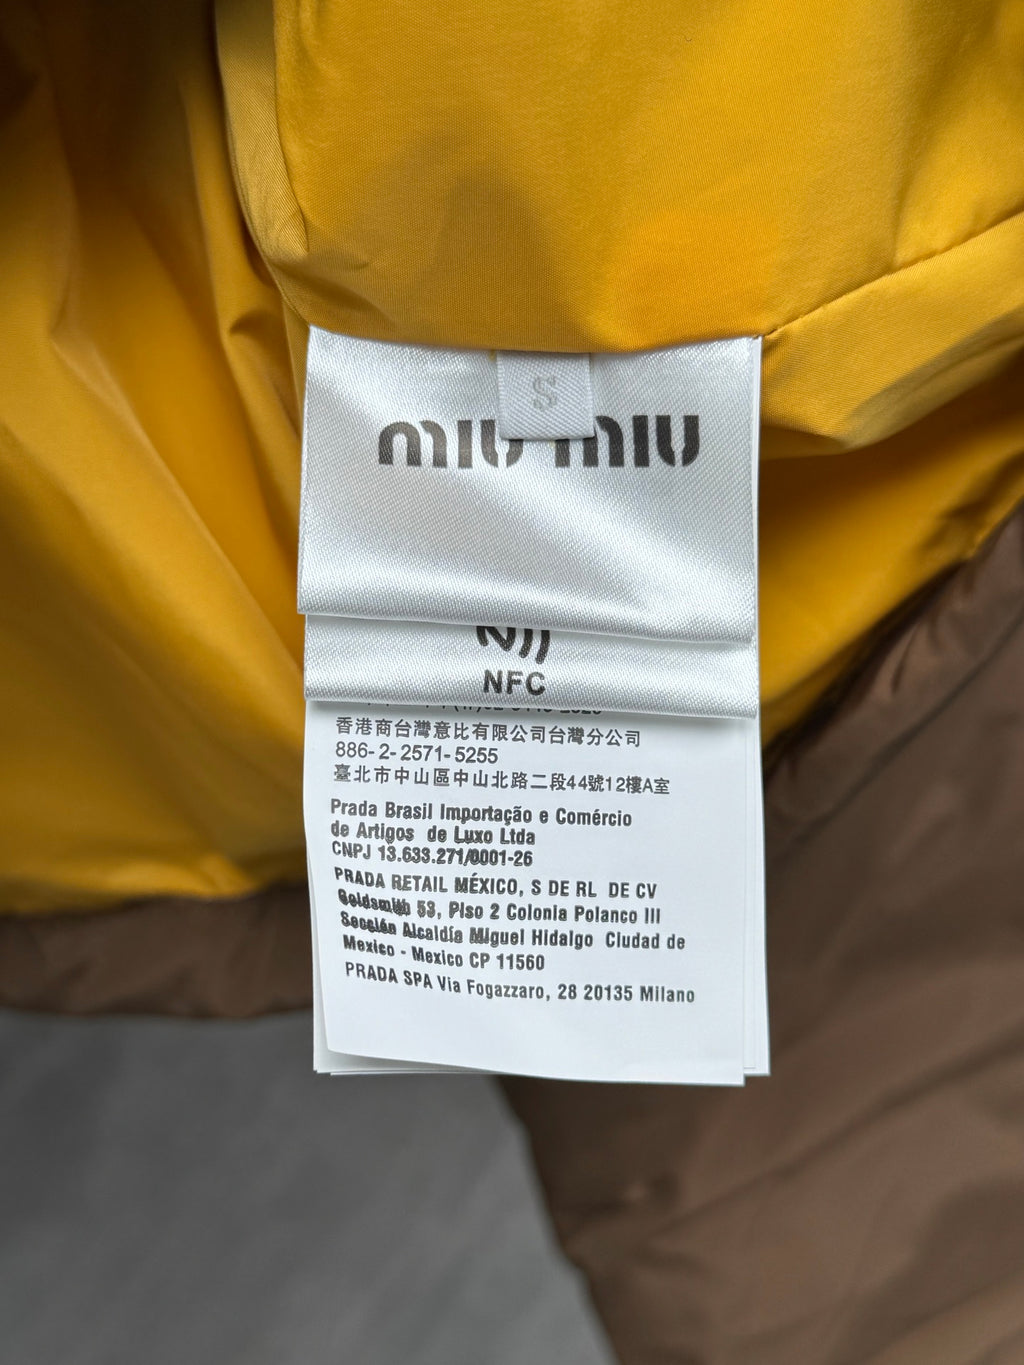 S
miu miu
NFC
香港商台灣意比有限公司台灣分公司
886-2-2571-5255
臺北市中山區中山北路二段44號12樓A室
Prada Brasil Importação e Comércio
de Artigos de Luxo Ltda
CNPJ 13.633.271/0001-26
PRADA RETAIL MÉXICO, S DE RL DE CV
Goldsmith 53, Piso 2 Colonia Polanco III
Sección Alcaldía Miguel Hidalgo Ciudad de
Mexico - Mexico CP 11560
PRADA SPA Via Fogazzaro, 28 20135 Milano